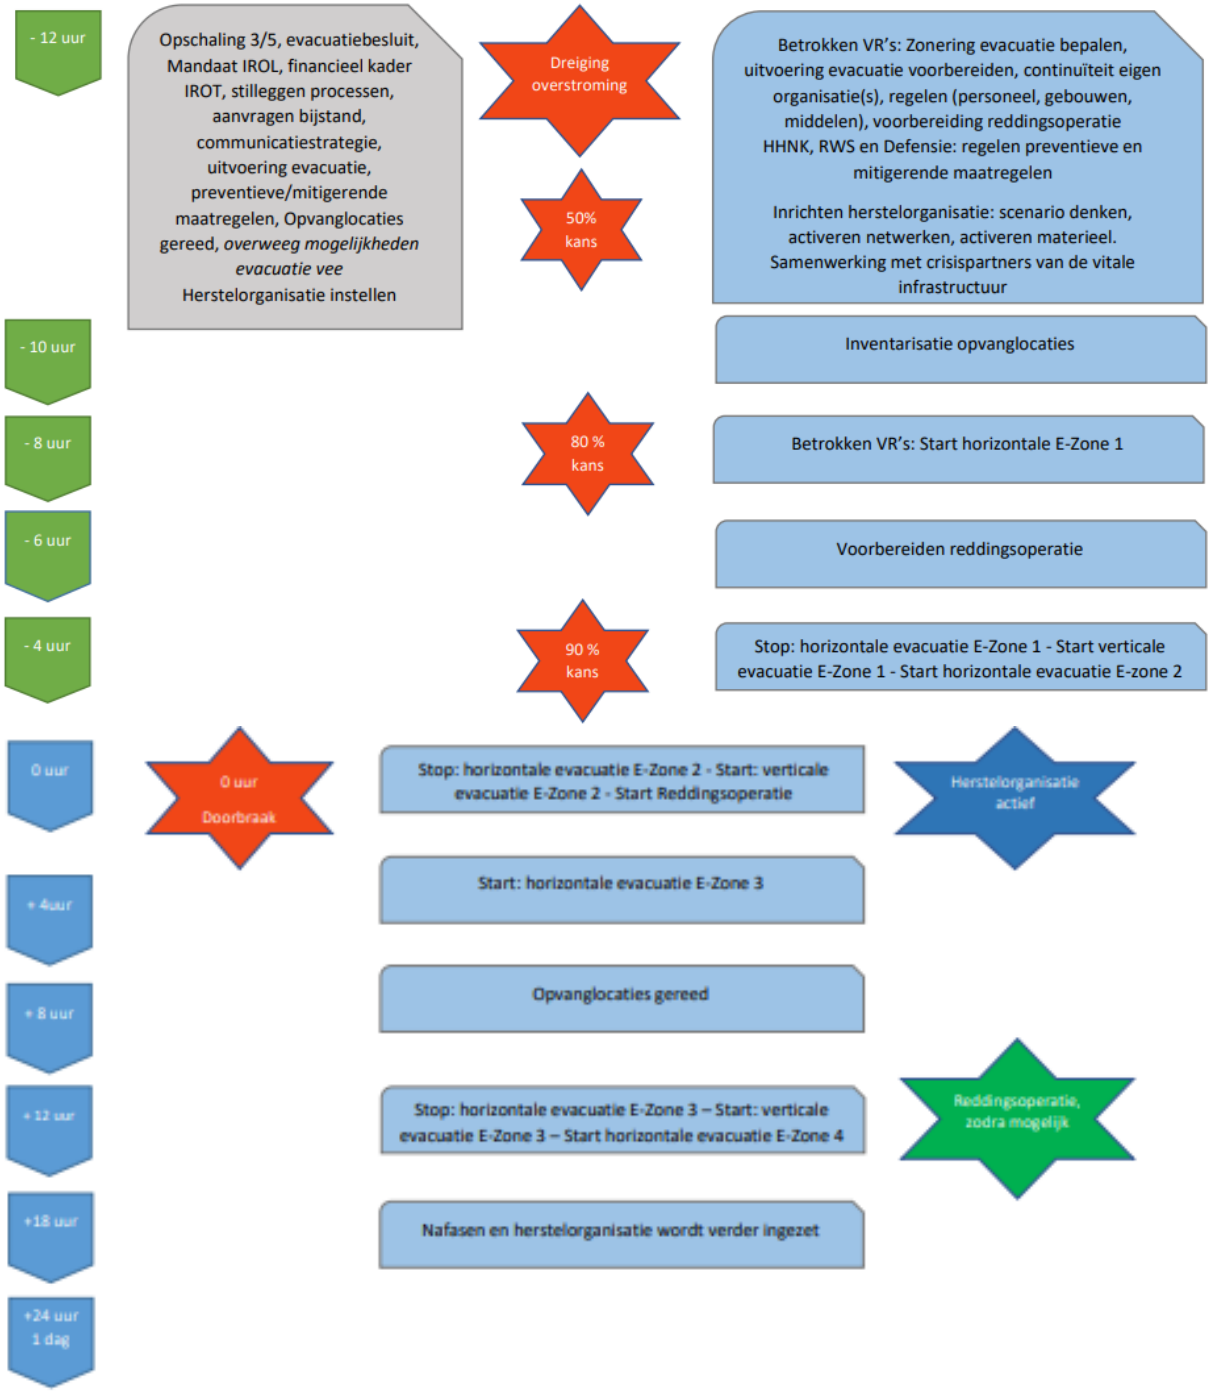 - 12 uur
Opschaling 3/5, evacuatiebesluit,
Mandaat IROL, financieel kader
IROT, stilleggen processen,
aanvragen bijstand,
communicatiestrategie,
uitvoering evacuatie,
preventieve/mitigerende
maatregelen, Opvanglocaties
gereed, overweeg mogelijkheden
evacuatie vee
Herstelorganisatie instellen
Dreiging
overstroming
50%
kans
Betrokken VR’s: Zonering evacuatie bepalen,
uitvoering evacuatie voorbereiden, continuïteit eigen
organisatie(s), regelen (personeel, gebouwen,
middelen), voorbereiding reddingsoperatie
HHNK, RWS en Defensie: regelen preventieve en
mitigerende maatregelen
Inrichten herstelorganisatie: scenario denken,
activeren netwerken, activeren materieel.
Samenwerking met crisispartners van de vitale
infrastructuur
- 10 uur
Inventarisatie opvanglocaties
- 8 uur
80 %
kans
Betrokken VR’s: Start horizontale E-Zone 1
- 6 uur
Voorbereiden reddingsoperatie
- 4 uur
90 %
kans
Stop: horizontale evacuatie E-Zone 1 - Start verticale
evacuatie E-Zone 1 - Start horizontale evacuatie E-zone 2
0 uur
0 uur
Doorbraak
Stop: horizontale evacuatie E-Zone 2 - Start: verticale
evacuatie E-Zone 2 - Start Reddingsoperatie
Herstelorganisatie
actief
+ 4uur
Start: horizontale evacuatie E-Zone 3
+ 8 uur
Opvanglocaties gereed
+ 12 uur
Stop: horizontale evacuatie E-Zone 3 – Start: verticale
evacuatie E-Zone 3 – Start horizontale evacuatie E-Zone 4
Reddingsoperatie,
zodra mogelijk
+18 uur
Nafasen en herstelorganisatie wordt verder ingezet
+24 uur
1 dag